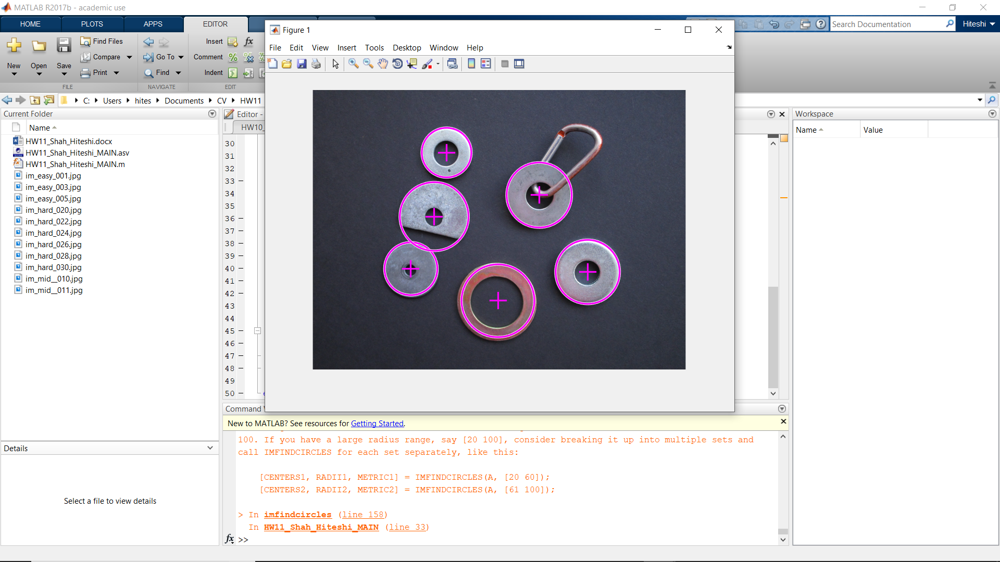 MATLAB R2017b - academic use
HOME PLOTS APPS EDITOR
Search Documentation
Hiteshi
New
Open
Save
Find Files
Compare
Print
FILE
Go To
Find
NAVIGATE
Insert
Comment
Indent
EDIT
C: Users hites Documents CV HW11
Current Folder
Name
HW11_Shah_Hiteshi.docx
HW11_Shah_Hiteshi_MAIN.asv
HW11_Shah_Hiteshi_MAIN.m
im_easy_001.jpg
im_easy_003.jpg
im_easy_005.jpg
im_hard_020.jpg
im_hard_022.jpg
im_hard_024.jpg
im_hard_026.jpg
im_hard_028.jpg
im_hard_030.jpg
im_mid__010.jpg
im_mid__011.jpg
Details
Select a file to view details
Editor -
HW10_
30
31
32
33
34
35
36
37
38
39
40
41
42
43
44
45
46
47
48
49
50
Figure 1
File Edit View Insert Tools Desktop Window Help
Workspace
Name Value
Command
New to MATLAB? See resources for Getting Started.
100. If you have a large radius range, say [20 100], consider breaking it up into multiple sets and
call IMFINDCIRCLES for each set separately, like this:
[CENTERS1, RADII1, METRIC1] = IMFINDCIRCLES(A, [20 60]);
[CENTERS2, RADII2, METRIC2] = IMFINDCIRCLES(A, [61 100]);
> In imfindcircles (line 158)
In HW11_Shah_Hiteshi_MAIN (line 33)
fx >>